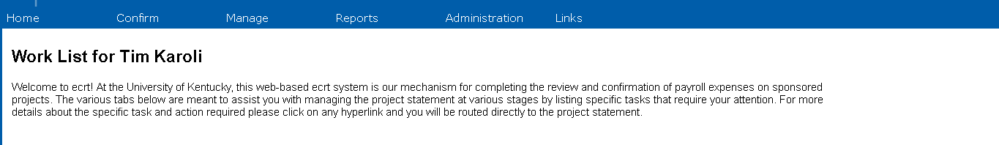 Home Confirm Manage Reports Administration Links
Work List for Tim Karoli
Welcome to ecrt! At the University of Kentucky, this web-based ecrt system is our mechanism for completing the review and confirmation of payroll expenses on sponsored
projects. The various tabs below are meant to assist you with managing the project statement at various stages by listing specific tasks that require your attention. For more
details about the specific task and action required please click on any hyperlink and you will be routed directly to the project statement.